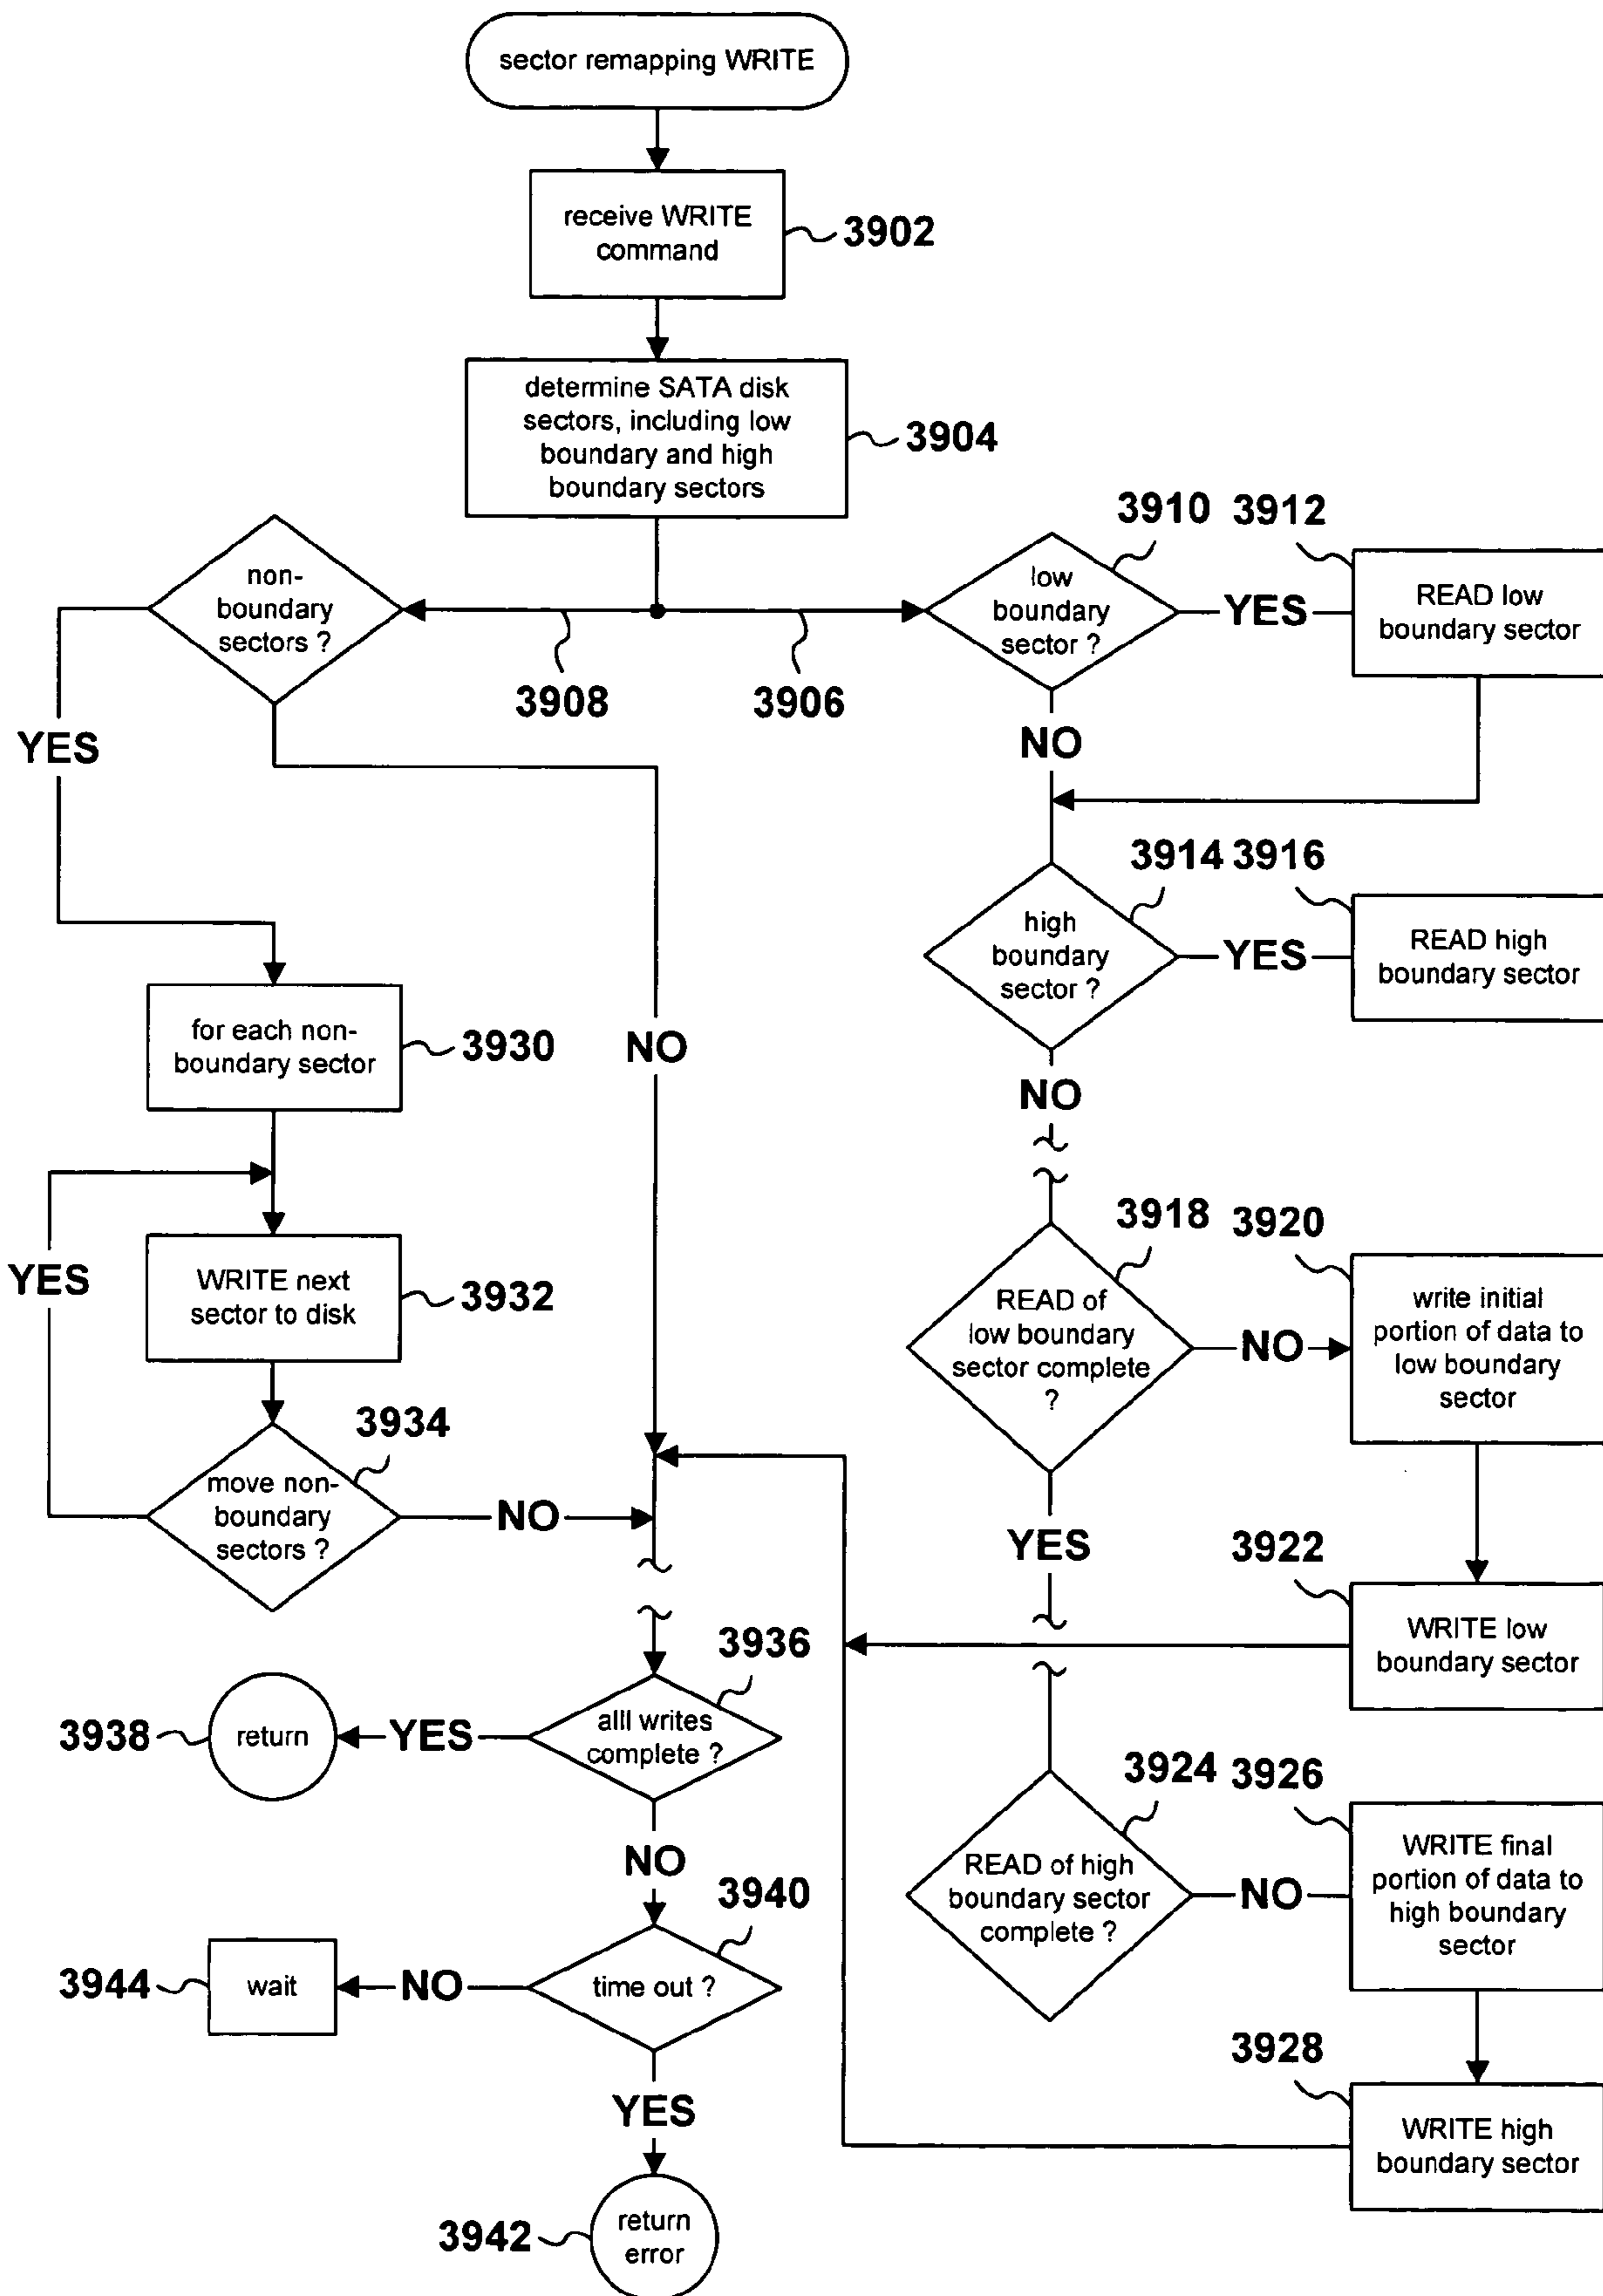 sector remapping WRITE
receive WRITE
command
3902
determine SATA disk
sectors, including low
boundary and high
boundary sectors
3904
non-
boundary
sectors ?
3908
3906
low
boundary
sector ?
3910
YES
3912
READ low
boundary sector
YES
NO
3914
3916
high
boundary
sector ?
YES
READ high
boundary sector
for each non-
boundary sector
3930
NO
NO
3918
3920
READ of
low boundary
sector complete
?
NO
write initial
portion of data to
low boundary
sector
YES
WRITE next
sector to disk
3932
3934
move non-
boundary
sectors ?
NO
YES
3922
WRITE low
boundary sector
3936
alll writes
complete ?
YES
return
3938
3924
3926
READ of high
boundary sector
complete ?
NO
WRITE final
portion of data to
high boundary
sector
NO
3940
time out ?
NO
wait
3944
3928
WRITE high
boundary sector
YES
3942
return
error